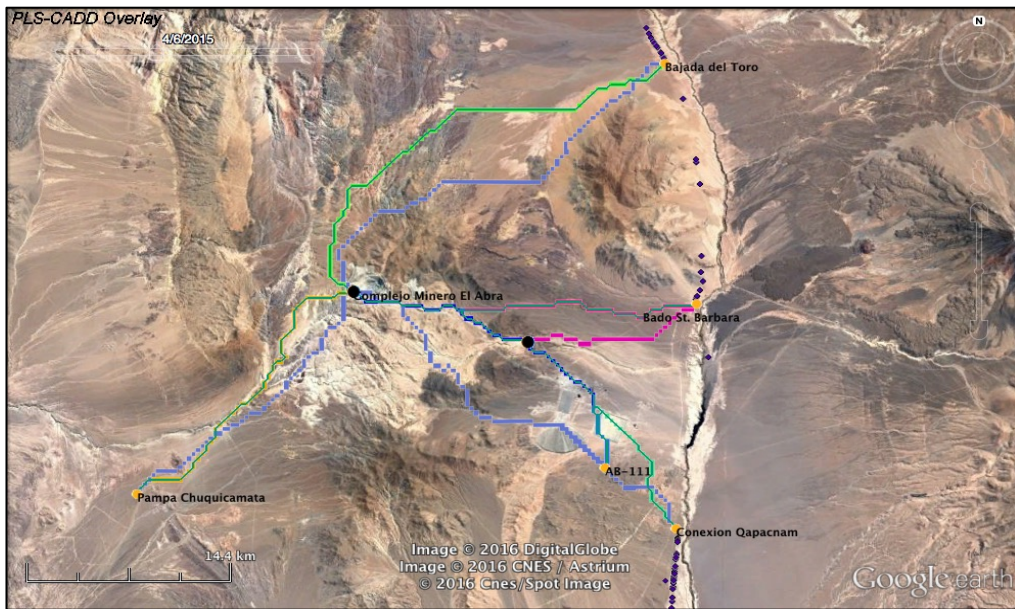 PLS-CADD Overlay
4/6/2015
N
Bajada del Toro
Complejo Minero El Abra
Bado St. Barbara
AB-111
Pampa Chuquicamata
Conexion Qapacnam
14.4 km
Image © 2016 DigitalGlobe
Image © 2016 CNES / Astrium
© 2016 Cnes/Spot Image
Google earth